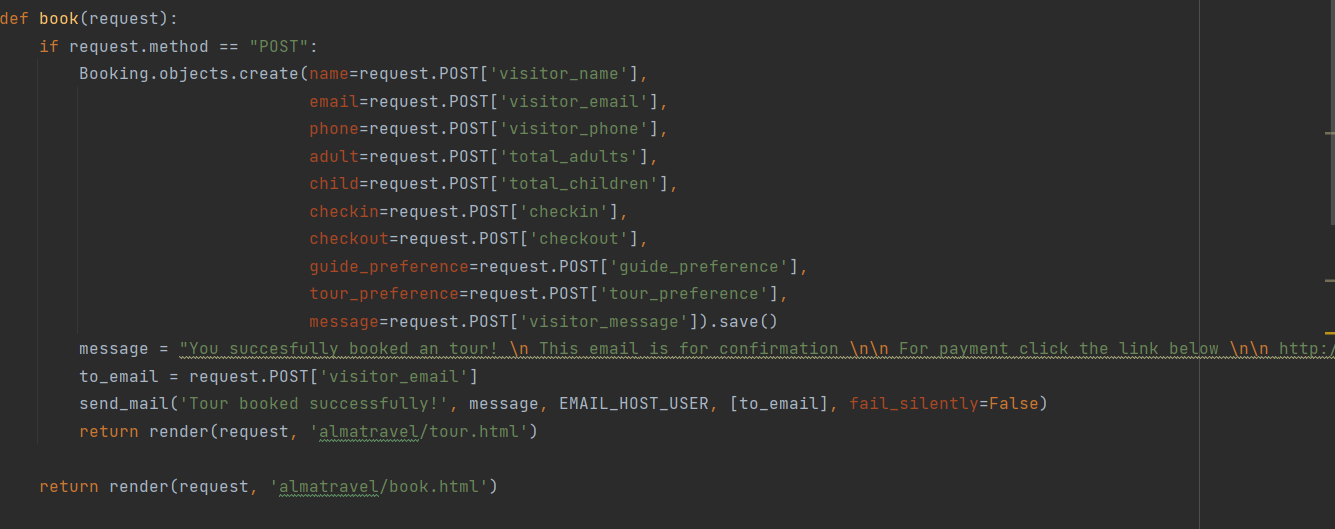 def book(request):
if request.method == "POST":
Booking.objects.create(name=request.POST['visitor_name'],
email=request.POST['visitor_email'],
phone=request.POST['visitor_phone'],
adult=request.POST['total_adults'],
child=request.POST['total_children'],
checkin=request.POST['checkin'],
checkout=request.POST['checkout'],
guide_preference=request.POST['guide_preference'],
tour_preference=request.POST['tour_preference'],
message=request.POST['visitor_message']).save()
message = "You succesfully booked an tour! \n This email is for confirmation \n\n For payment click the link below \n\n http:/
to_email = request.POST['visitor_email']
send_mail('Tour booked successfully!', message, EMAIL_HOST_USER, [to_email], fail_silently=False)
return render(request, 'almatravel/tour.html')
return render(request, 'almatravel/book.html')